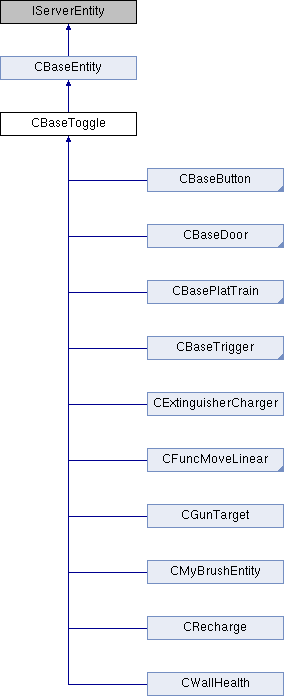 IServerEntity
CBaseEntity
CBaseToggle
CBaseButton
CBaseDoor
CBasePlatTrain
CBaseTrigger
CExtinguisherCharger
CFuncMoveLinear
CGunTarget
CMyBrushEntity
CRecharge
CWallHealth